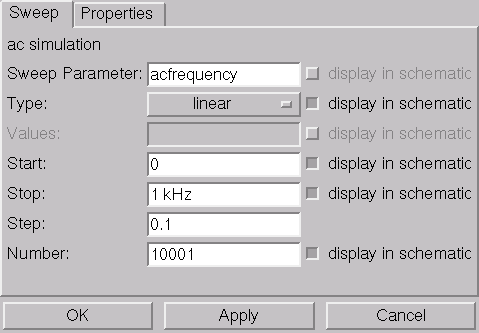 Sweep Properties
ac simulation
Sweep Parameter: acfrequency display in schematic
Type: linear display in schematic
Values: display in schematic
Start: 0 display in schematic
Stop: 1 kHz display in schematic
Step: 0.1
Number: 10001 display in schematic
OK Apply Cancel